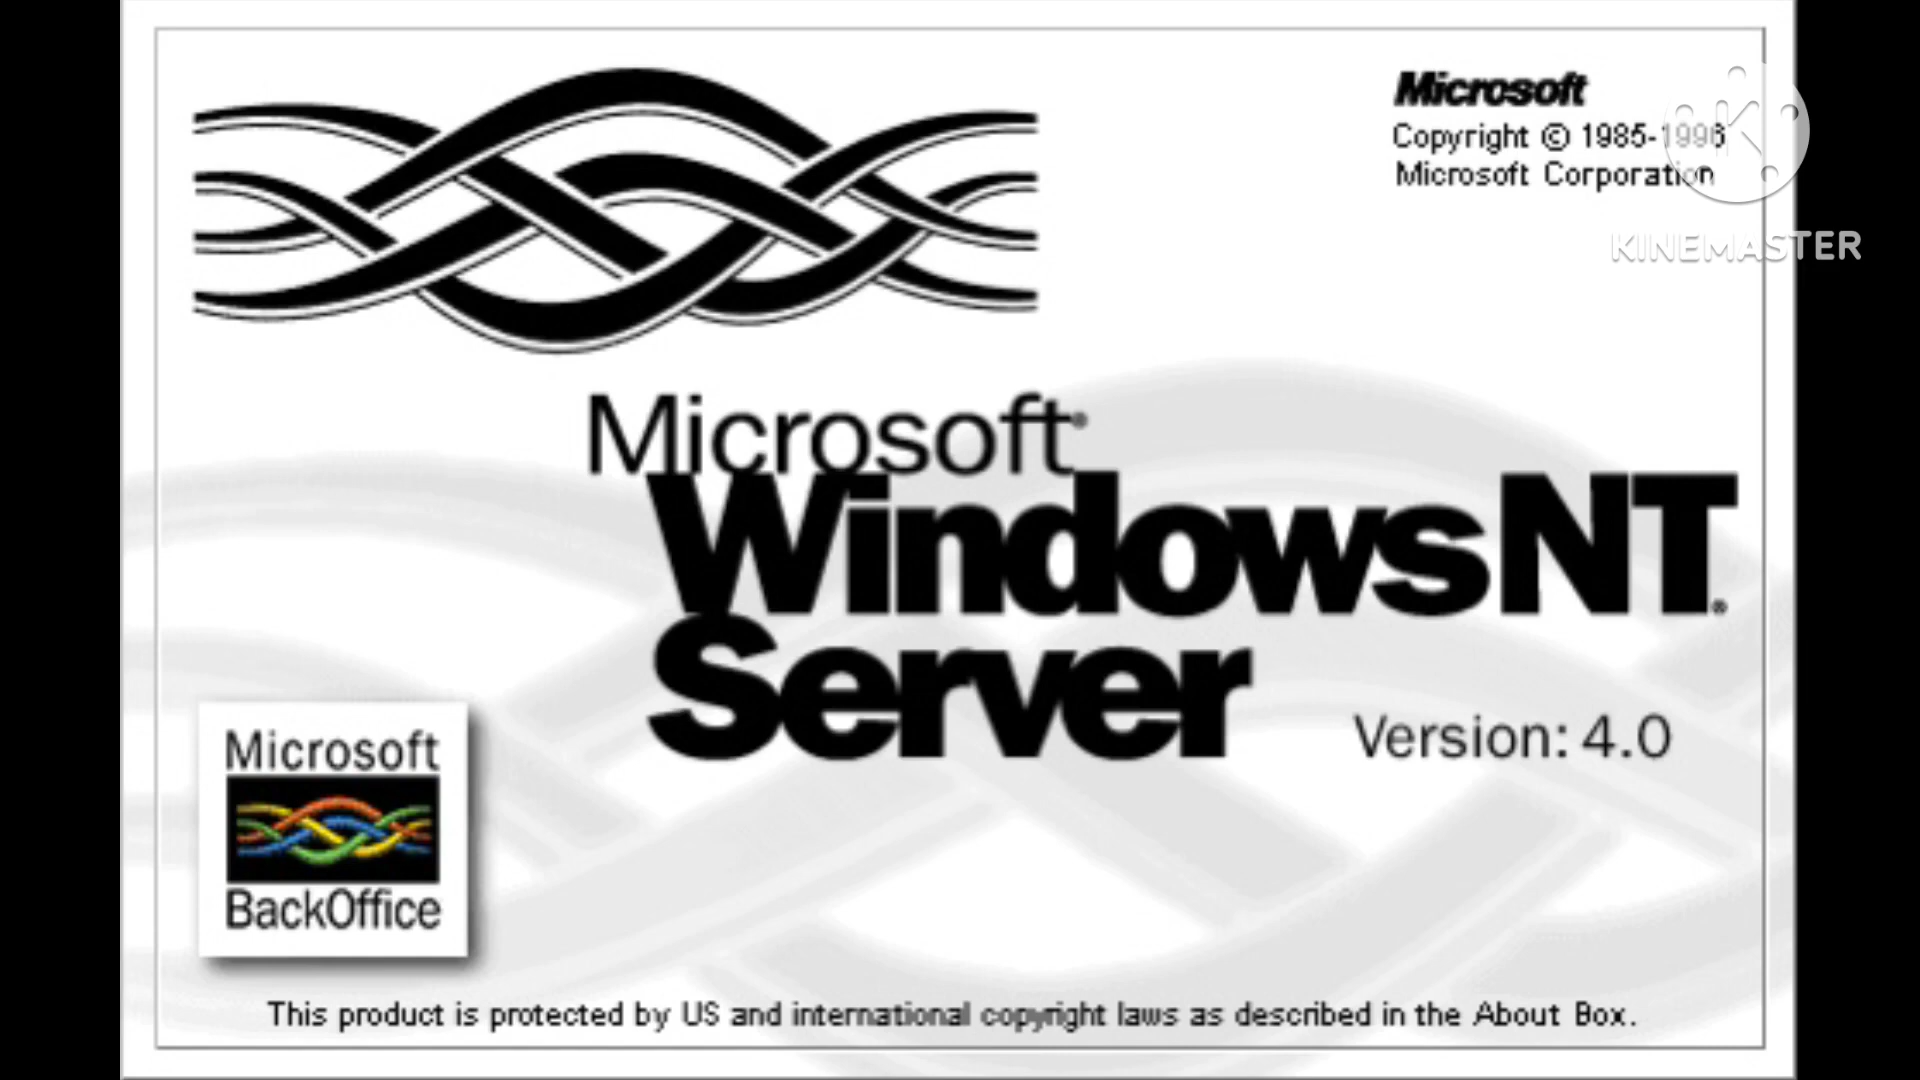 Microsoft
Copyright © 1985-1996
Microsoft Corporation
KINEMASTER
Microsoft®
Windows NT®
Server
Version: 4.0
Microsoft
BackOffice
This product is protected by US and international copyright laws as described in the About Box.